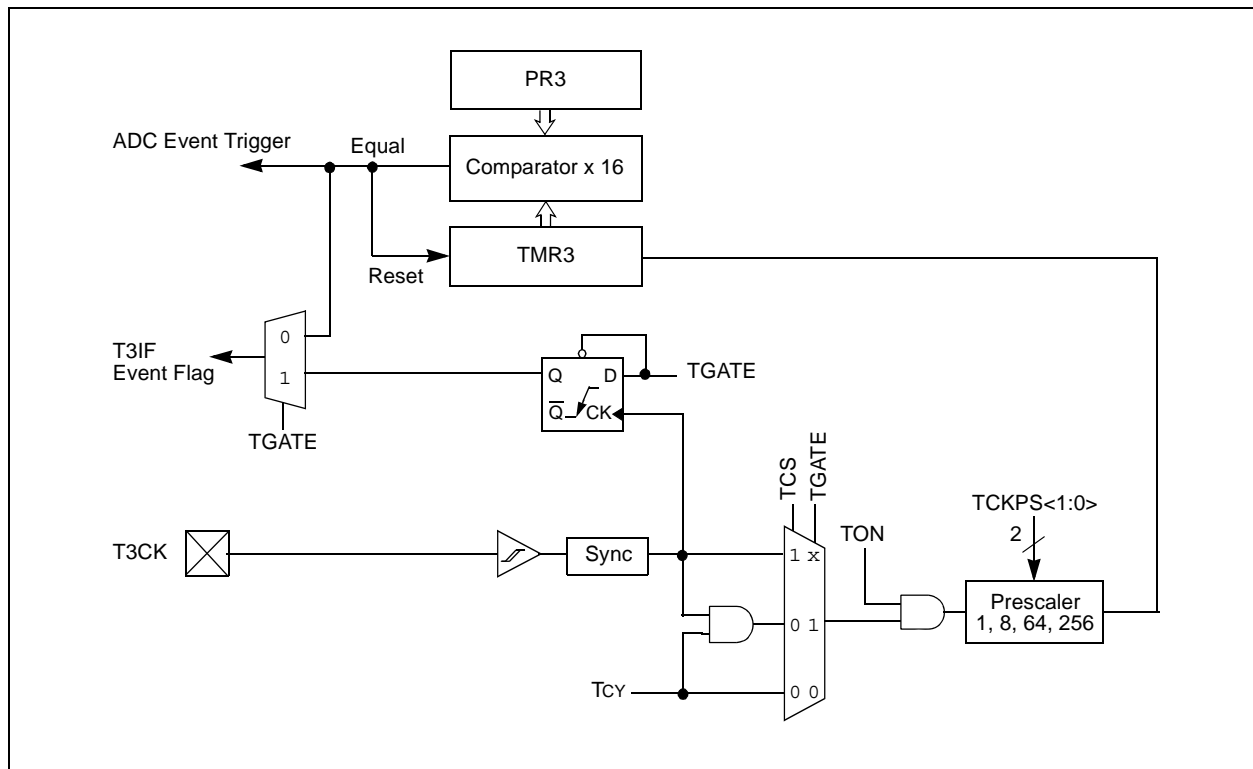 PR3
ADC Event Trigger
Equal
Comparator x 16
TMR3
Reset
0
T3IF
Event Flag
1
TGATE
Q
D
TGATE
Q̅
CK
TCS
TGATE
TCKPS<1:0>
2
TON
T3CK
Sync
1 x
Prescaler
1, 8, 64, 256
0 1
TCY
0 0